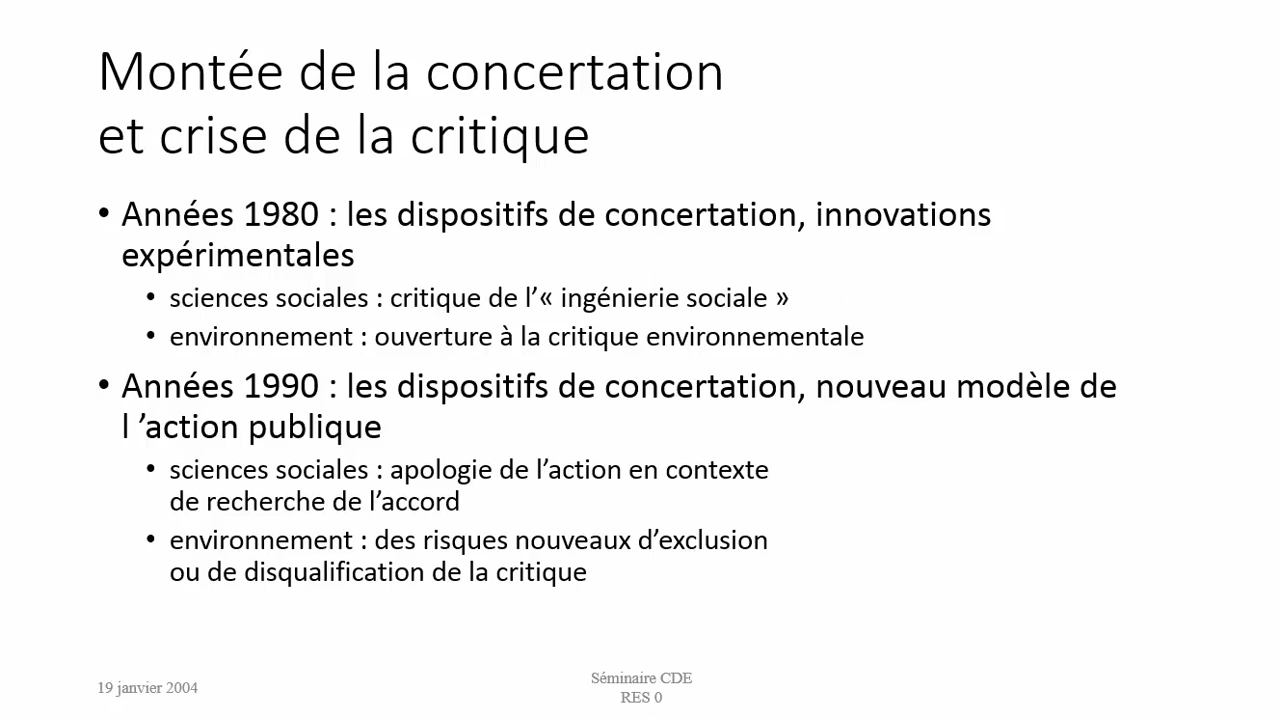 Montée de la concertation
et crise de la critique
• Années 1980 : les dispositifs de concertation, innovations
expérimentales
• sciences sociales : critique de l’« ingénierie sociale »
• environnement : ouverture à la critique environnementale
• Années 1990 : les dispositifs de concertation, nouveau modèle de
l ’action publique
• sciences sociales : apologie de l’action en contexte
de recherche de l’accord
• environnement : des risques nouveaux d’exclusion
ou de disqualification de la critique
19 janvier 2004
Séminaire CDE
RES 0